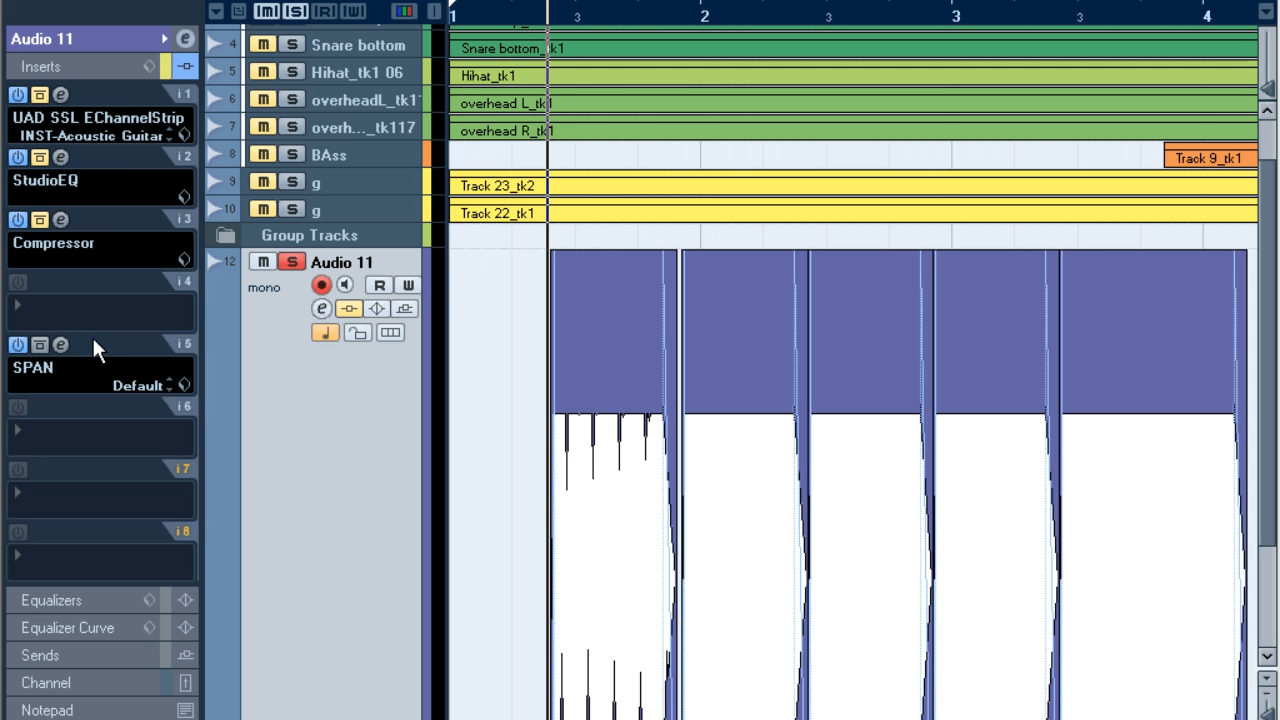 M S R W
1 3 2 3 3 3 4
Audio 11 e
Inserts
i 1
UAD SSL EChannelStrip
INST-Acoustic Guitar
i 2
StudioEQ
i 3
Compressor
i 4
i 5
SPAN
Default
i 6
i 7
i 8
Equalizers
Equalizer Curve
Sends
Channel
Notepad
4 m S Snare bottom
5 m S Hihat_tk1 06
6 m S overheadL_tk1
7 m S overh..._tk117
8 m S BAss
9 m S g
10 m S g
Group Tracks
12 m S Audio 11
mono R W
e
Snare bottom_tk1
Hihat_tk1
overhead L_tk1
overhead R_tk1
Track 9_tk1
Track 23_tk2
Track 22_tk1